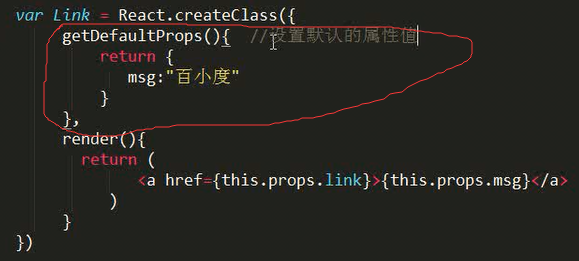 var Link = React.createClass({
getDefaultProps(){ //设置默认的属性值
return {
msg:"百小度"
}
},
render(){
return (
<a href={this.props.link}>{this.props.msg}</a>
)
}
})